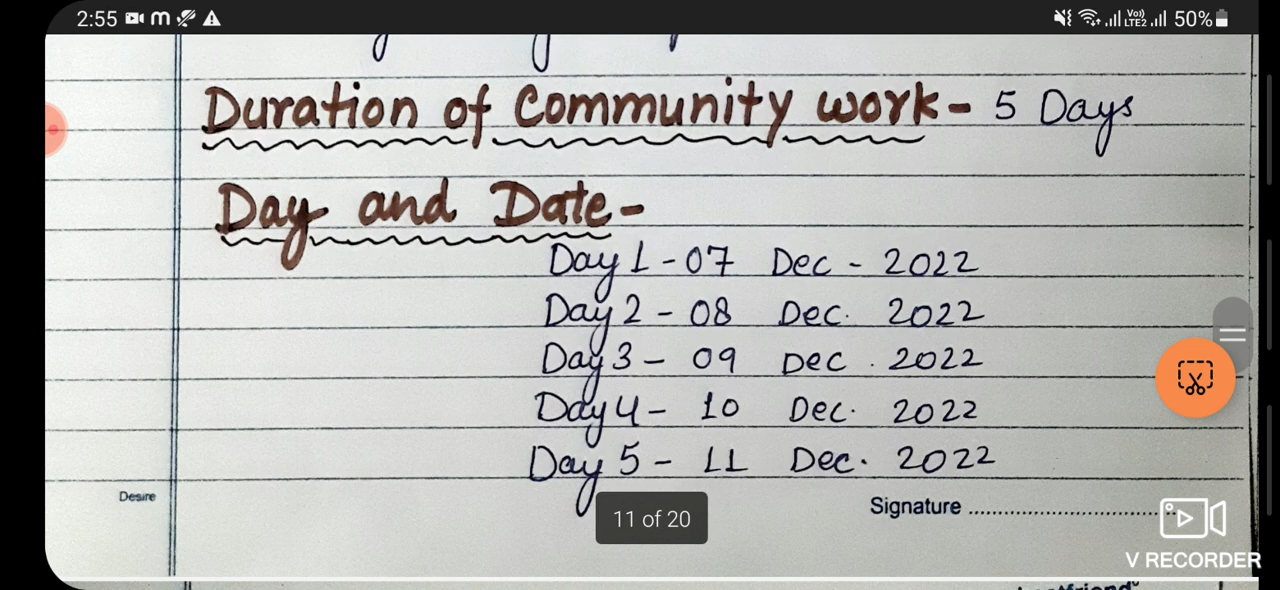 2:55 m Vo)) LTE2 50%
Duration of Community work- 5 Days
Day and Date-
Day 1 - 07 Dec - 2022
Day 2 - 08 Dec. 2022
Day 3 - 09 Dec. 2022
Day 4 - 10 Dec. 2022
Day 5 - 11 Dec. 2022
Desire
11 of 20
Signature ................................
V RECORDER